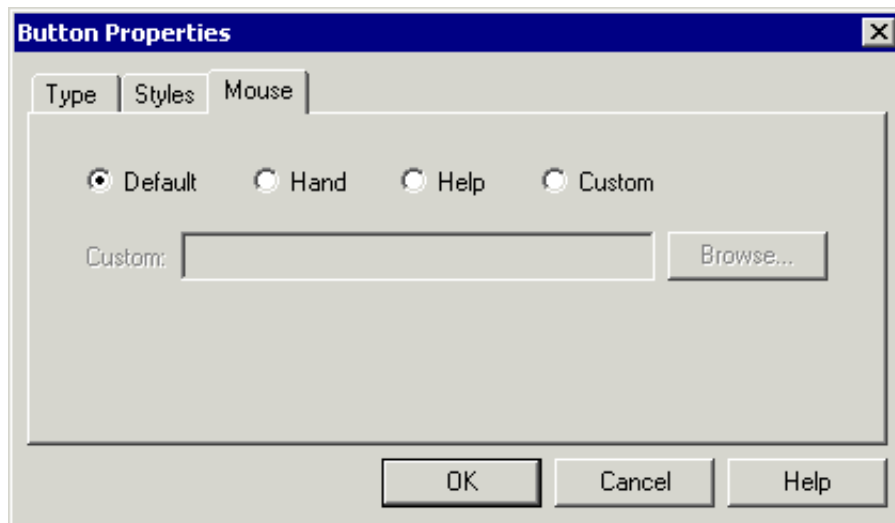 Button Properties
Type Styles Mouse
Default Hand Help Custom
Custom: Browse...
OK Cancel Help